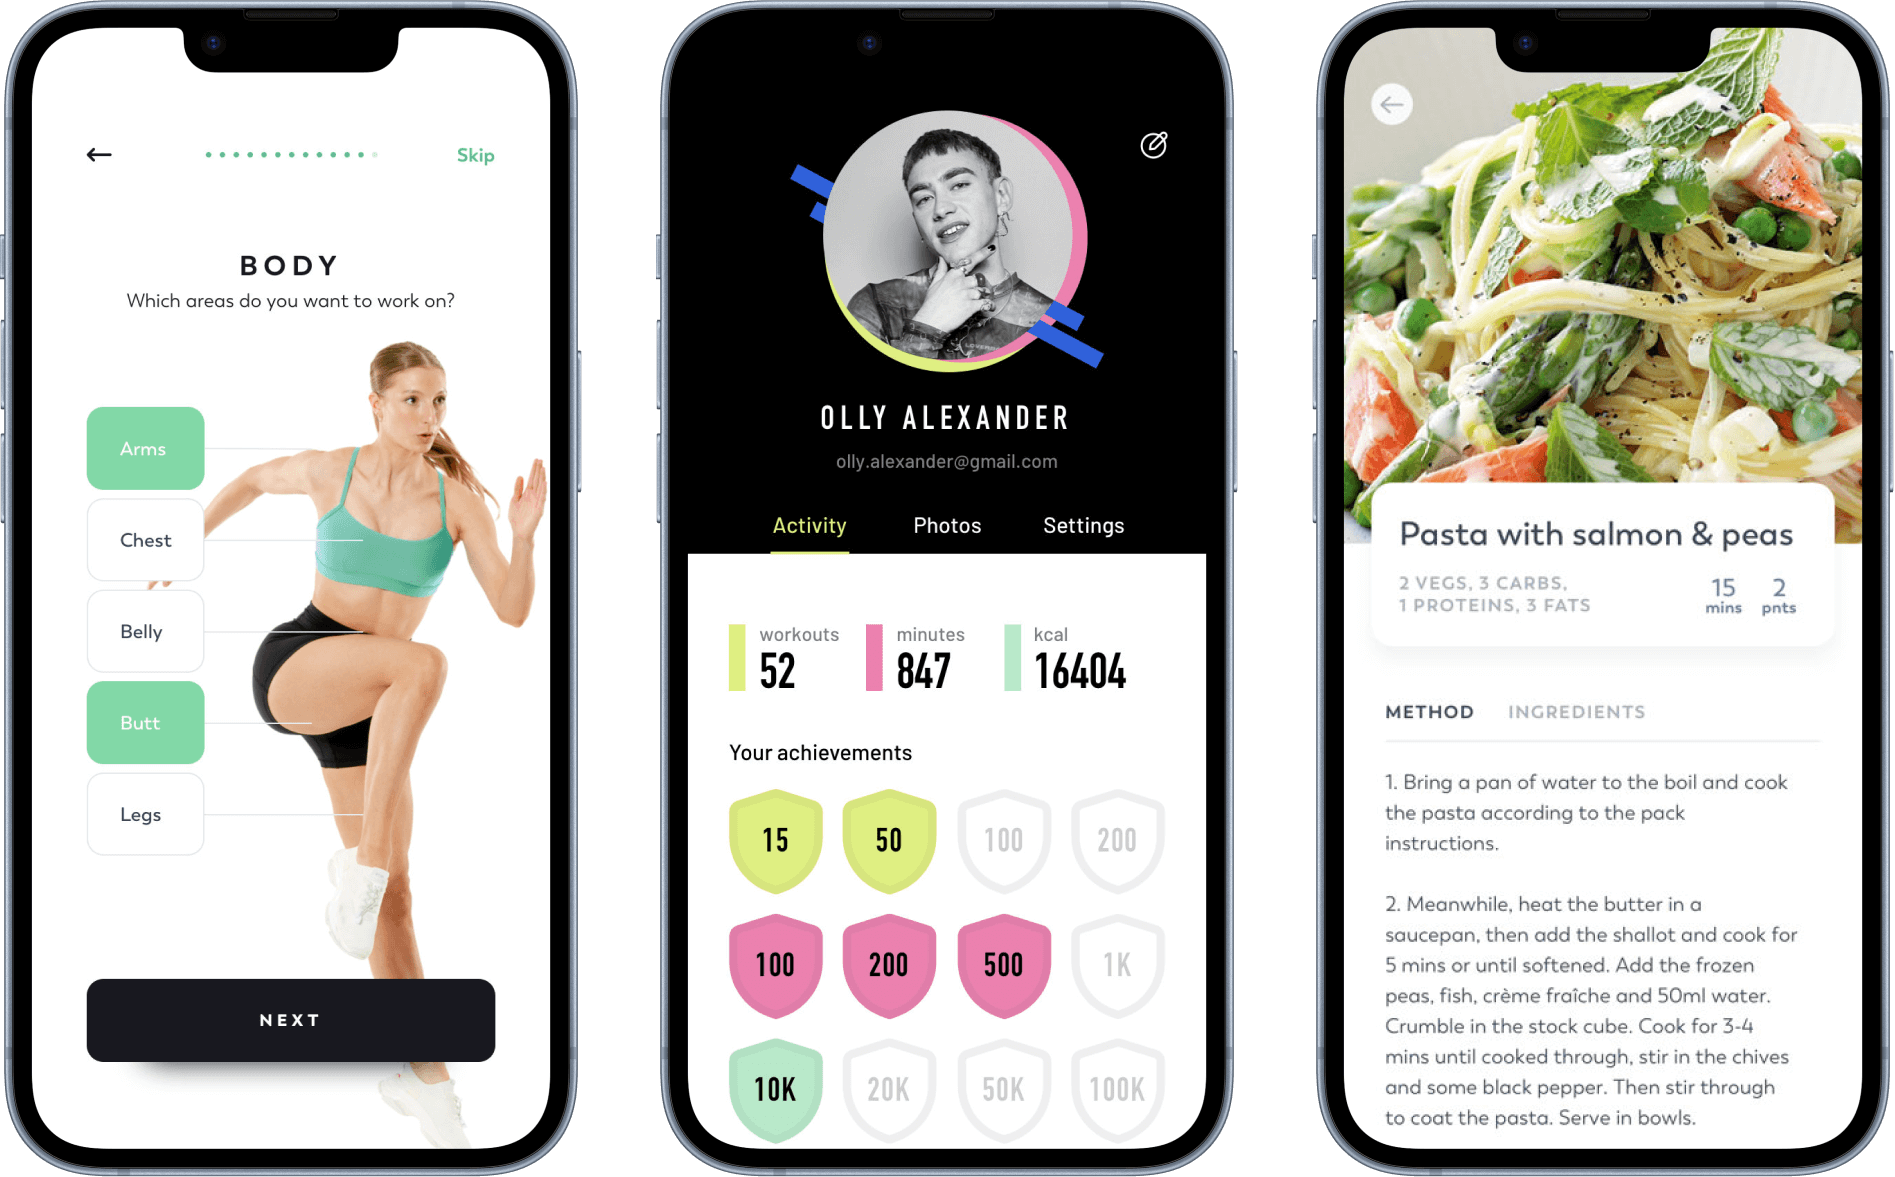 Skip
BODY
Which areas do you want to work on?
Arms
Chest
Belly
Butt
Legs
NEXT
OLLY ALEXANDER
olly.alexander@gmail.com
Activity Photos Settings
workouts minutes kcal
52 847 16404
Your achievements
15 50 100 200
100 200 500 1K
10K 20K 50K 100K
Pasta with salmon & peas
2 VEGS, 3 CARBS,
1 PROTEINS, 3 FATS
15 2
mins pnts
METHOD INGREDIENTS
1. Bring a pan of water to the boil and cook
the pasta according to the pack
instructions.
2. Meanwhile, heat the butter in a
saucepan, then add the shallot and cook for
5 mins or until softened. Add the frozen
peas, fish, crème fraîche and 50ml water.
Crumble in the stock cube. Cook for 3-4
mins until cooked through, stir in the chives
and some black pepper. Then stir through
to coat the pasta. Serve in bowls.